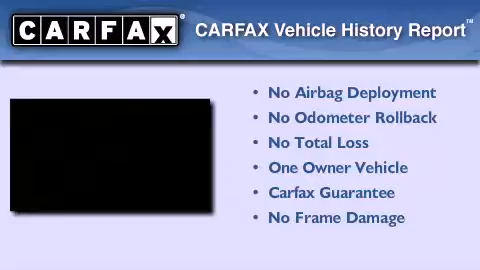 CARFAX® CARFAX Vehicle History Report™
• No Airbag Deployment
• No Odometer Rollback
• No Total Loss
• One Owner Vehicle
• Carfax Guarantee
• No Frame Damage